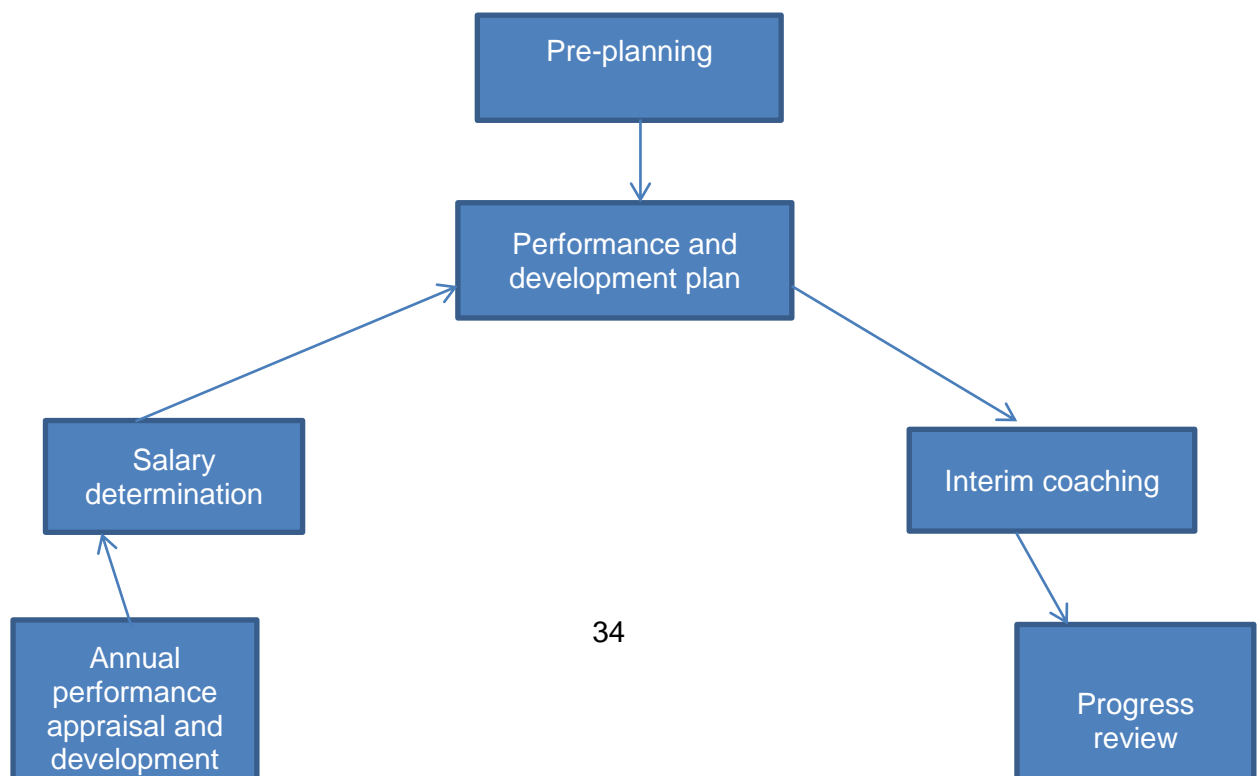 Pre-planning
Performance and
development plan
Salary
determination
Interim coaching
34
Annual
performance
appraisal and
development
Progress
review